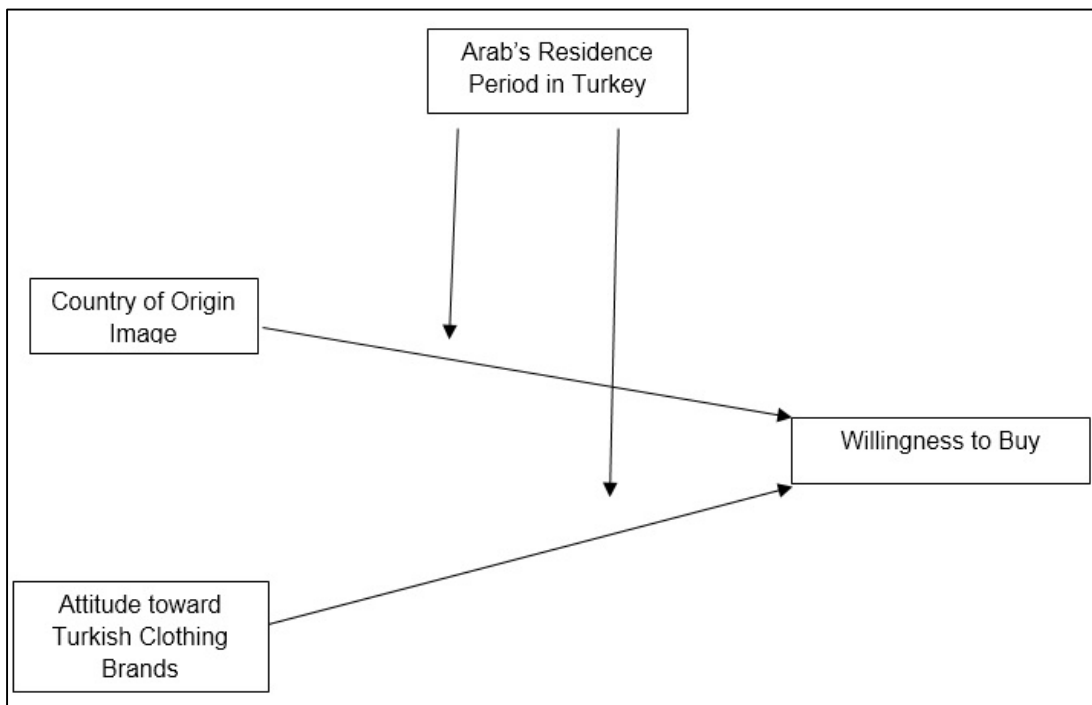 Arab’s Residence
Period in Turkey
Country of Origin
Image
Willingness to Buy
Attitude toward
Turkish Clothing
Brands